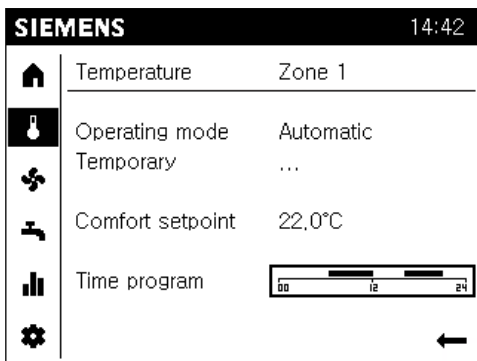 SIEMENS 14:42
Temperature Zone 1
Operating mode Automatic
Temporary ...
Comfort setpoint 22,0°C
Time program
00 12 24